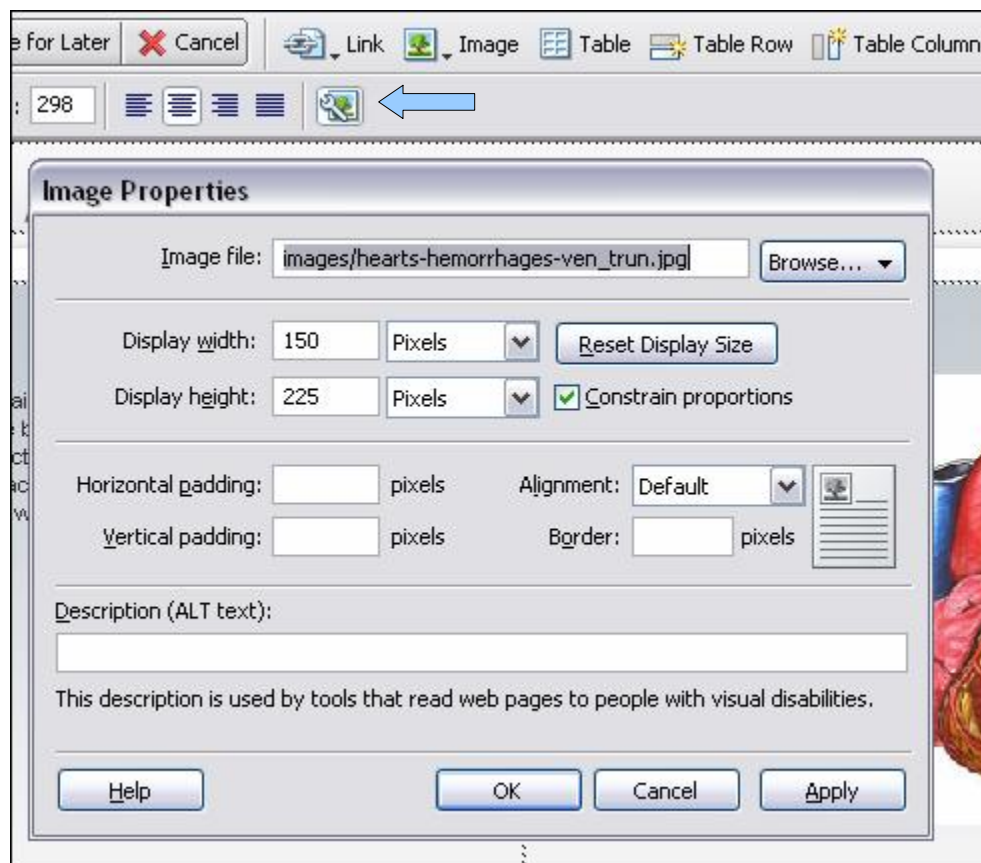 e for Later Cancel Link Image Table Table Row Table Column
: 298
Image Properties
Image file: images/hearts-hemorrhages-ven_trun.jpg Browse...
Display width: 150 Pixels Reset Display Size
Display height: 225 Pixels Constrain proportions
Horizontal padding: pixels Alignment: Default
Vertical padding: pixels Border: pixels
Description (ALT text):
This description is used by tools that read web pages to people with visual disabilities.
Help OK Cancel Apply